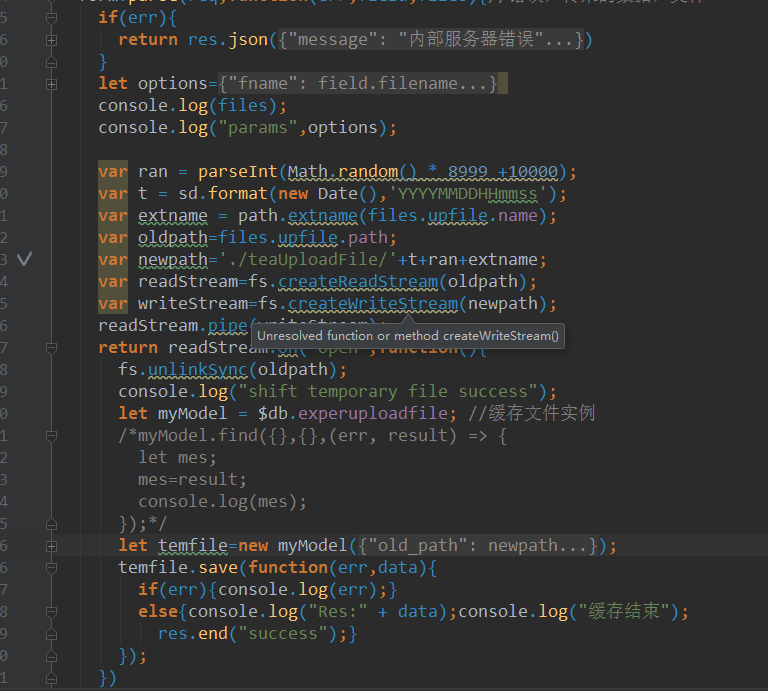 if(err){
return res.json({"message": "内部服务器错误"...})
}
let options={"fname": field.filename...}
console.log(files);
console.log("params",options);
var ran = parseInt(Math.random() * 8999 +10000);
var t = sd.format(new Date(),'YYYYMMDDHHmmss');
var extname = path.extname(files.upfile.name);
var oldpath=files.upfile.path;
var newpath='./teaUploadFile/'+t+ran+extname;
var readStream=fs.createReadStream(oldpath);
var writeStream=fs.createWriteStream(newpath);
readStream.pipe
Unresolved function or method createWriteStream()
return readStream.function(){
fs.unlinkSync(oldpath);
console.log("shift temporary file success");
let myModel = $db.experuploadfile; //缓存文件实例
/*myModel.find({},{},(err, result) => {
let mes;
mes=result;
console.log(mes);
});*/
let temfile=new myModel({"old_path": newpath...});
temfile.save(function(err,data){
if(err){console.log(err);}
else{console.log("Res:" + data);console.log("缓存结束");
res.end("success");}
});
})